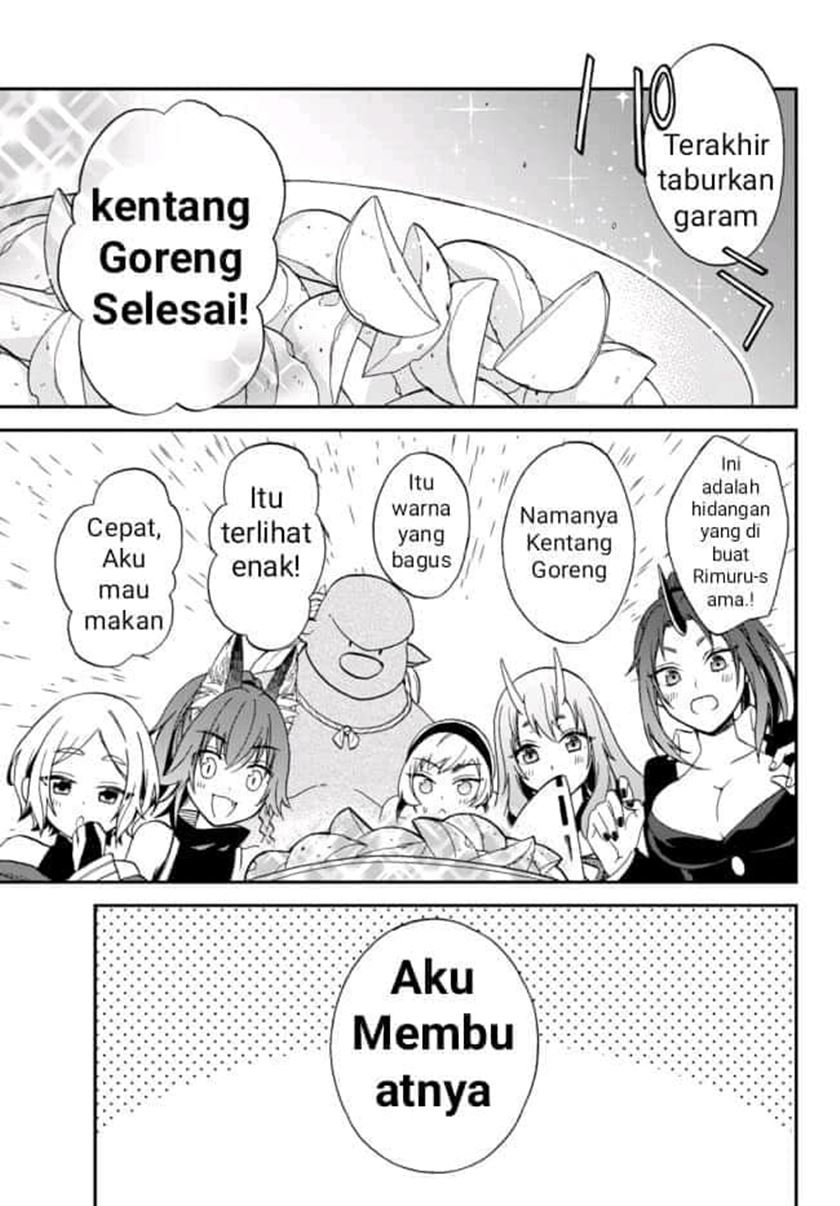 Terakhir
taburkan
garam
kentang
Goreng
Selesai!
Ini
adalah
hidangan
yang di
buat
Rimuru-s
ama.!
Namanya
Kentang
Goreng
Itu
warna
yang
bagus
Itu
terlihat
enak!
Cepat,
Aku
mau
makan
Aku
Membu
atnya